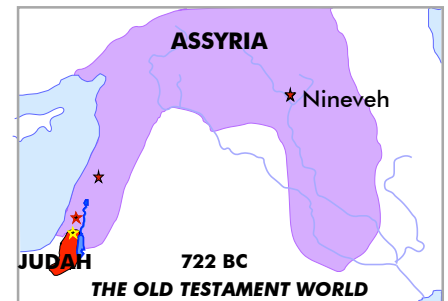 ASSYRIA
Nineveh
JUDAH
722 BC
THE OLD TESTAMENT WORLD